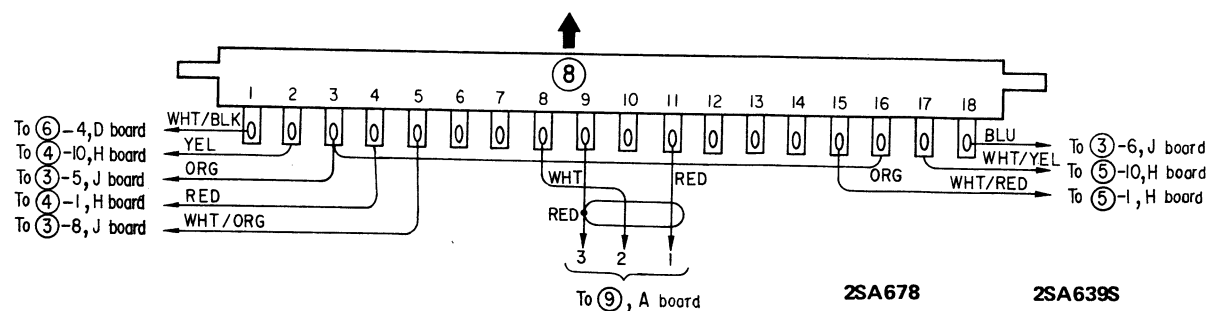 8
1 2 3 4 5 6 7 8 9 10 11 12 13 14 15 16 17 18
WHT/BLK
To 6-4, D board
YEL
To 4-10, H board
ORG
To 3-5, J board
RED
To 4-1, H board
WHT/ORG
To 3-8, J board
WHT
RED
RED
ORG
BLU
To 3-6, J board
WHT/YEL
To 5-10, H board
WHT/RED
To 5-1, H board
3 2 1
To 9, A board
2SA678 2SA639S